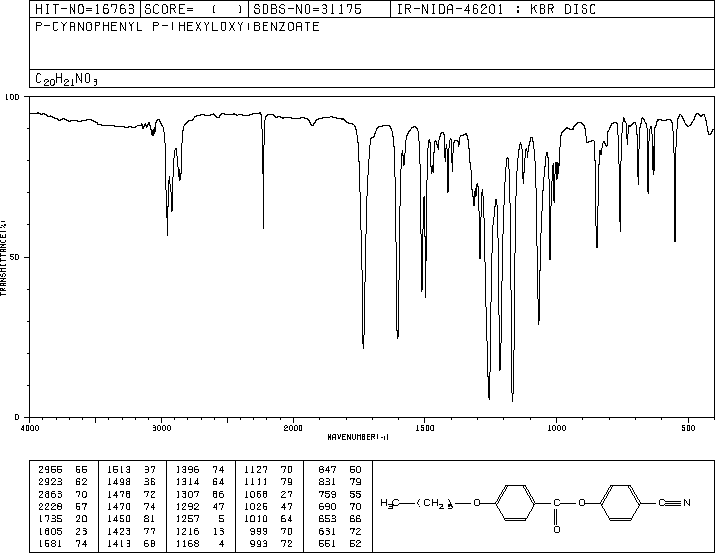 HIT-NO=16763 SCORE= ( ) SDBS-NO=31175 IR-NIDA-46201 : KBR DISC
P-CYANOPHENYL P-(HEXYLOXY)BENZOATE
C20H21NO3
100
50
0
TRANSMITTANCE(%)
4000 3000 2000 1500 1000 500
WAVENUMBER(-1)
2956 55 1513 37 1396 74 1127 70 847 50
2923 62 1498 36 1314 64 1111 79 831 79
2863 70 1478 72 1307 86 1068 27 759 55
2228 57 1470 74 1292 47 1026 47 690 70
1735 20 1450 81 1257 5 1010 64 653 66
1605 23 1423 77 1216 13 999 70 631 72
1581 74 1413 68 1168 4 993 72 551 52
H3C (CH2)5 O C O C N
O